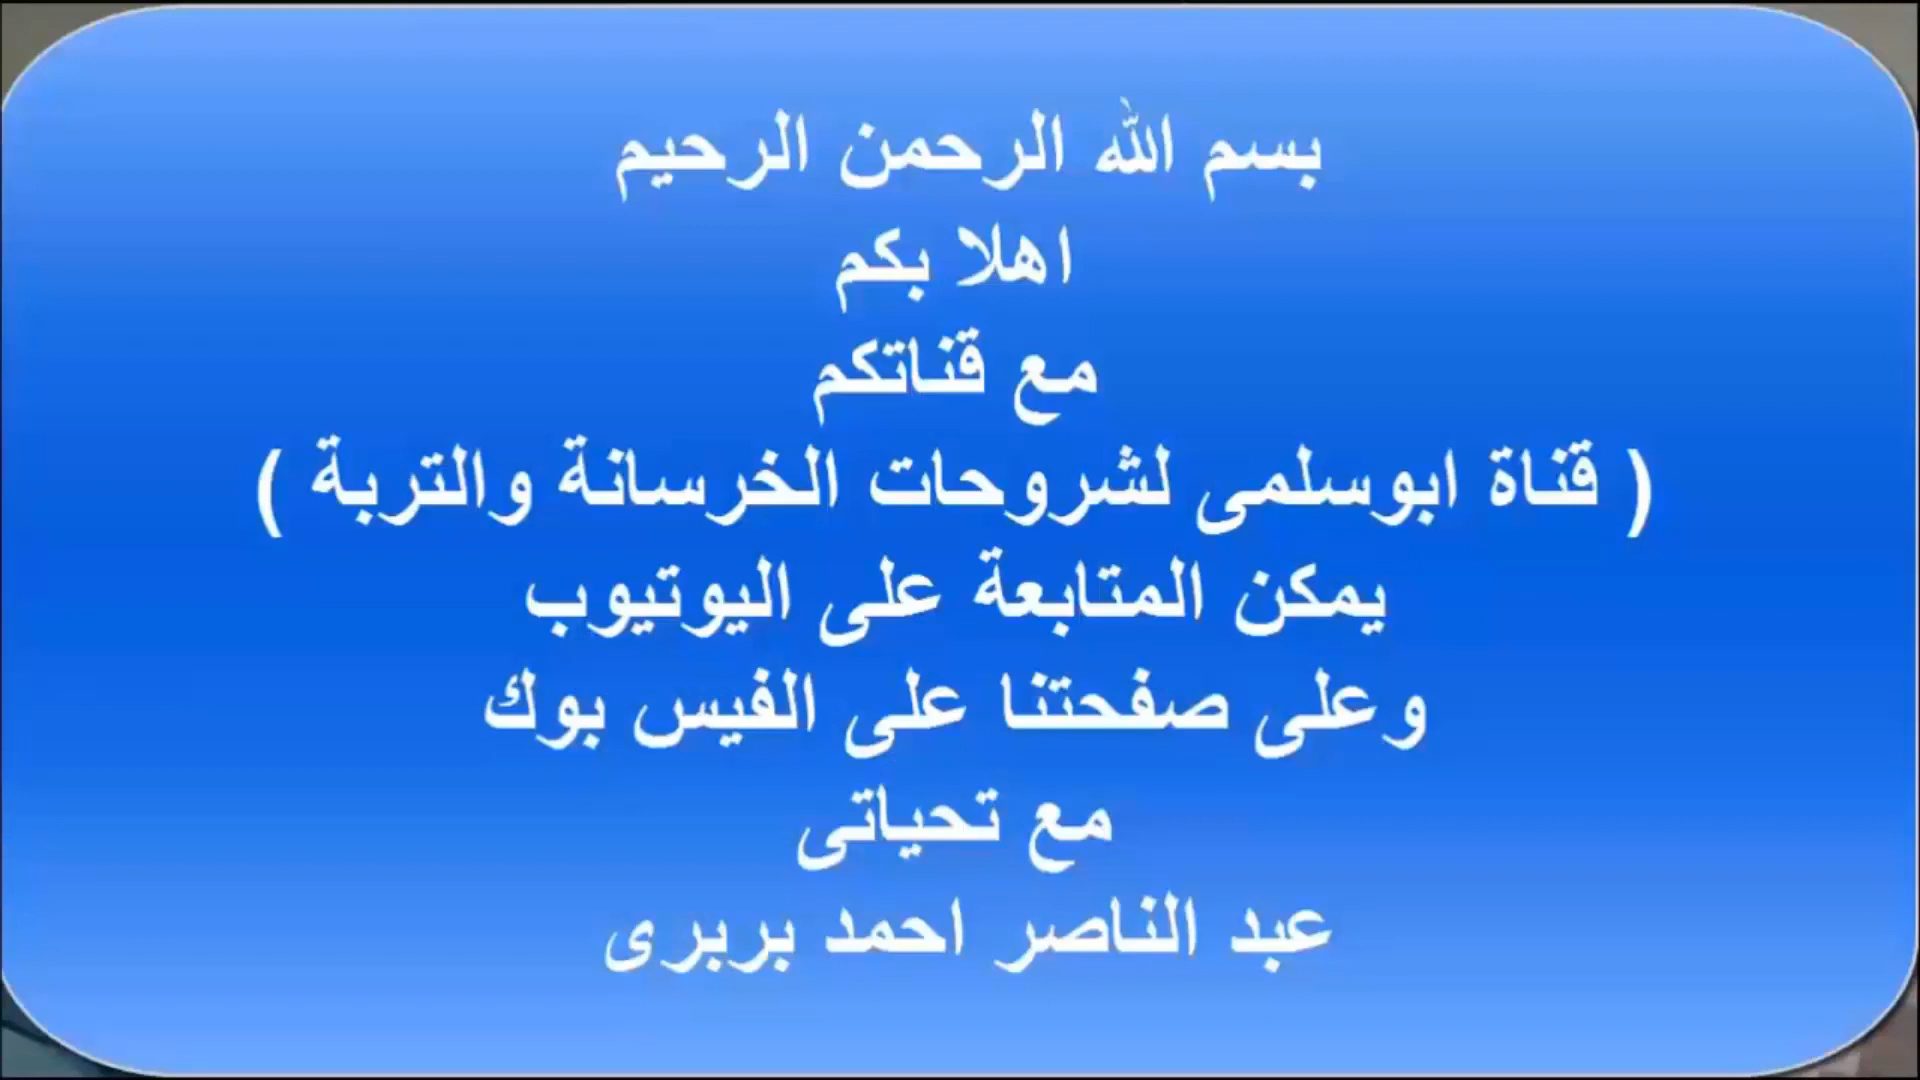 بسم الله الرحمن الرحيم
اهلا بكم
مع قناتكم
( قناة ابوسلمى لشروحات الخرسانة والتربة )
يمكن المتابعة على اليوتيوب
وعلى صفحتنا على الفيس بوك
مع تحياتى
عبد الناصر احمد بربرى